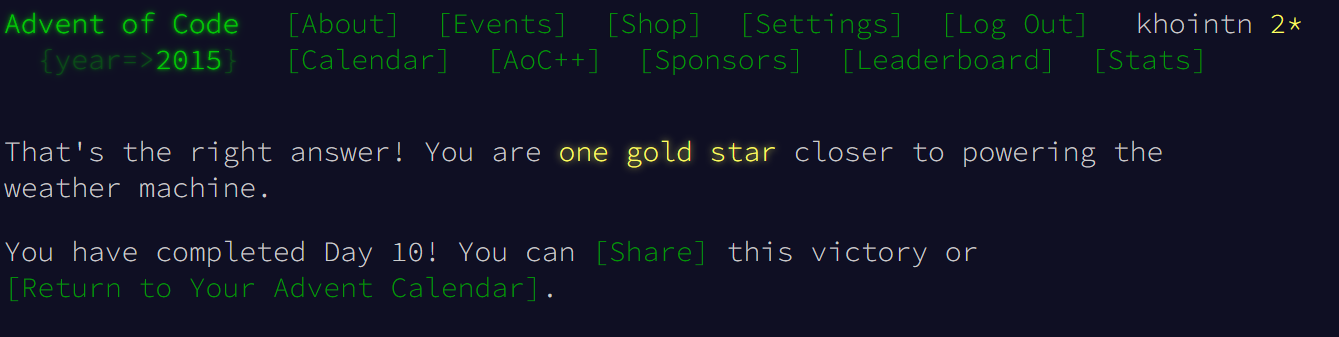 Advent of Code [About] [Events] [Shop] [Settings] [Log Out] khointn 2*
{year=>2015} [Calendar] [AoC++] [Sponsors] [Leaderboard] [Stats]
That's the right answer! You are one gold star closer to powering the
weather machine.
You have completed Day 10! You can [Share] this victory or
[Return to Your Advent Calendar].